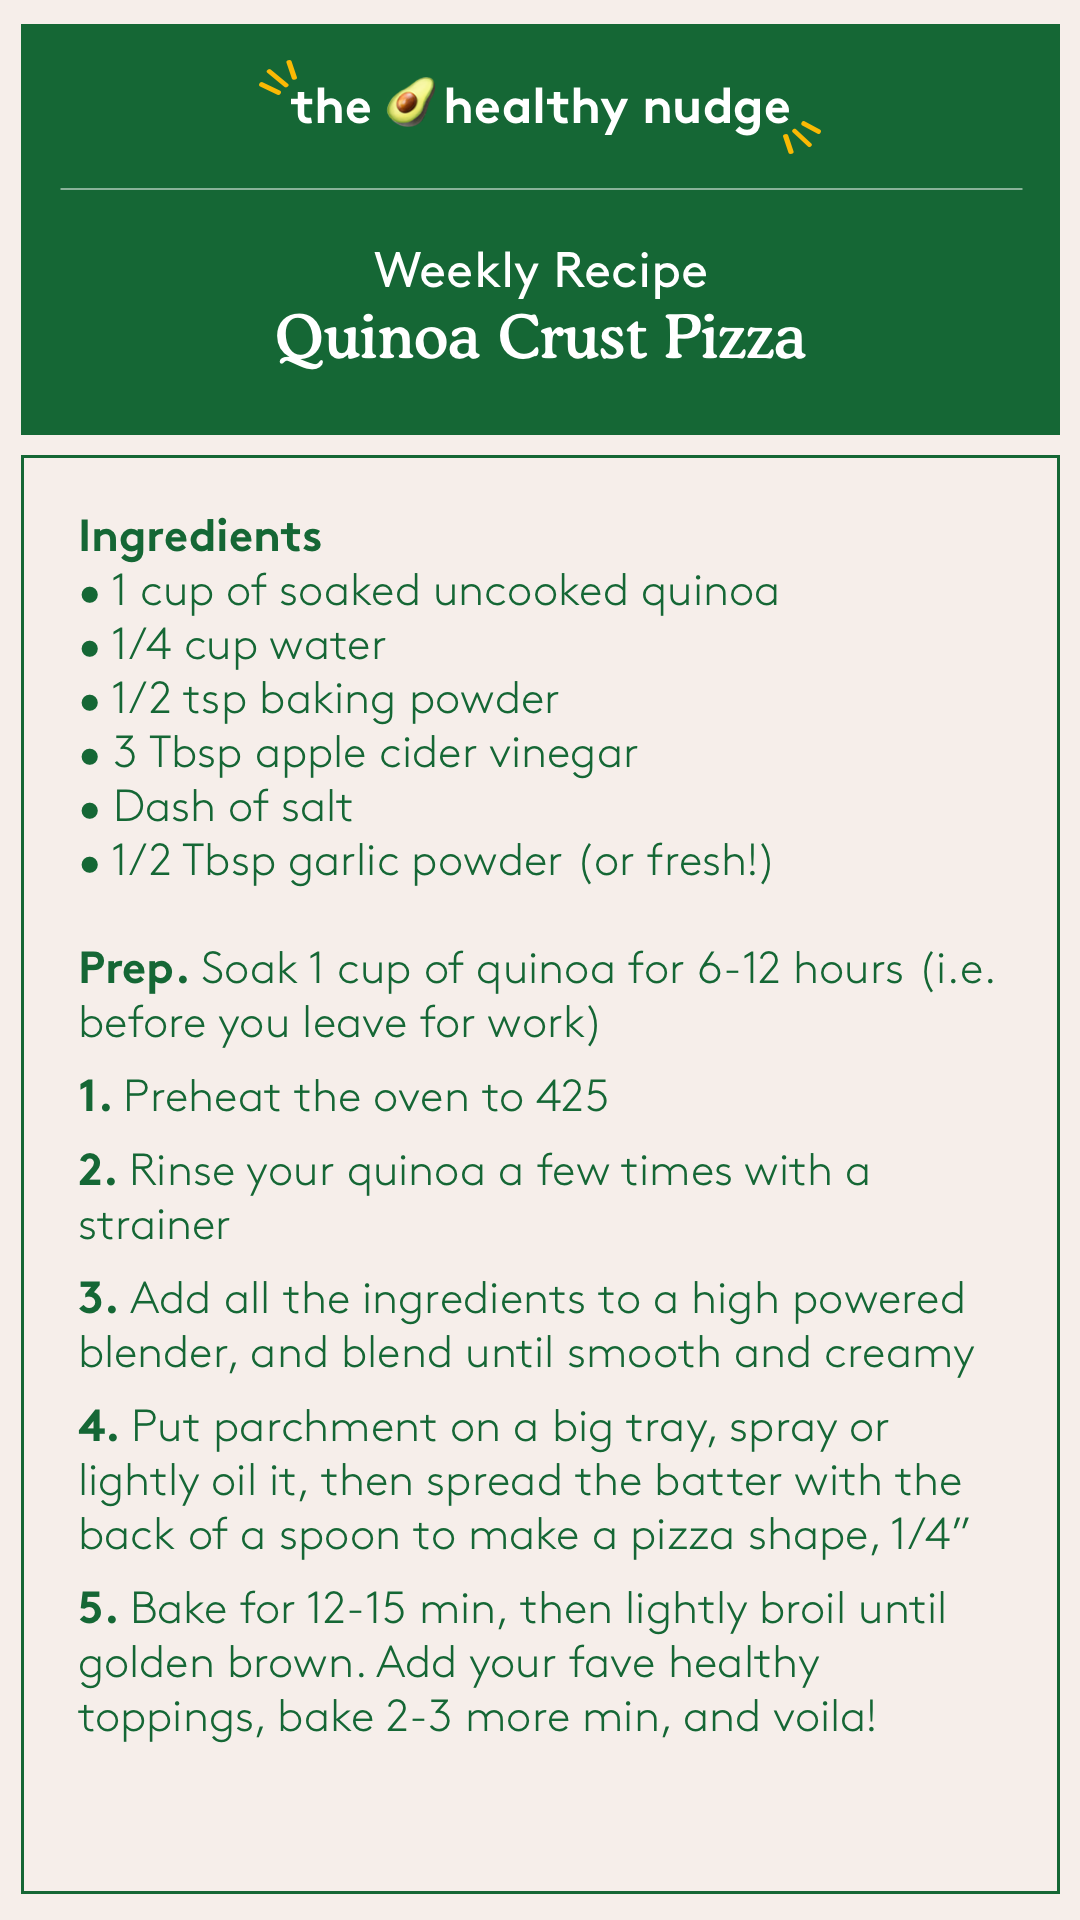 the healthy nudge
Weekly Recipe
Quinoa Crust Pizza
Ingredients
• 1 cup of soaked uncooked quinoa
• 1/4 cup water
• 1/2 tsp baking powder
• 3 Tbsp apple cider vinegar
• Dash of salt
• 1/2 Tbsp garlic powder (or fresh!)
Prep. Soak 1 cup of quinoa for 6-12 hours (i.e.
before you leave for work)
1. Preheat the oven to 425
2. Rinse your quinoa a few times with a
strainer
3. Add all the ingredients to a high powered
blender, and blend until smooth and creamy
4. Put parchment on a big tray, spray or
lightly oil it, then spread the batter with the
back of a spoon to make a pizza shape, 1/4”
5. Bake for 12-15 min, then lightly broil until
golden brown. Add your fave healthy
toppings, bake 2-3 more min, and voila!